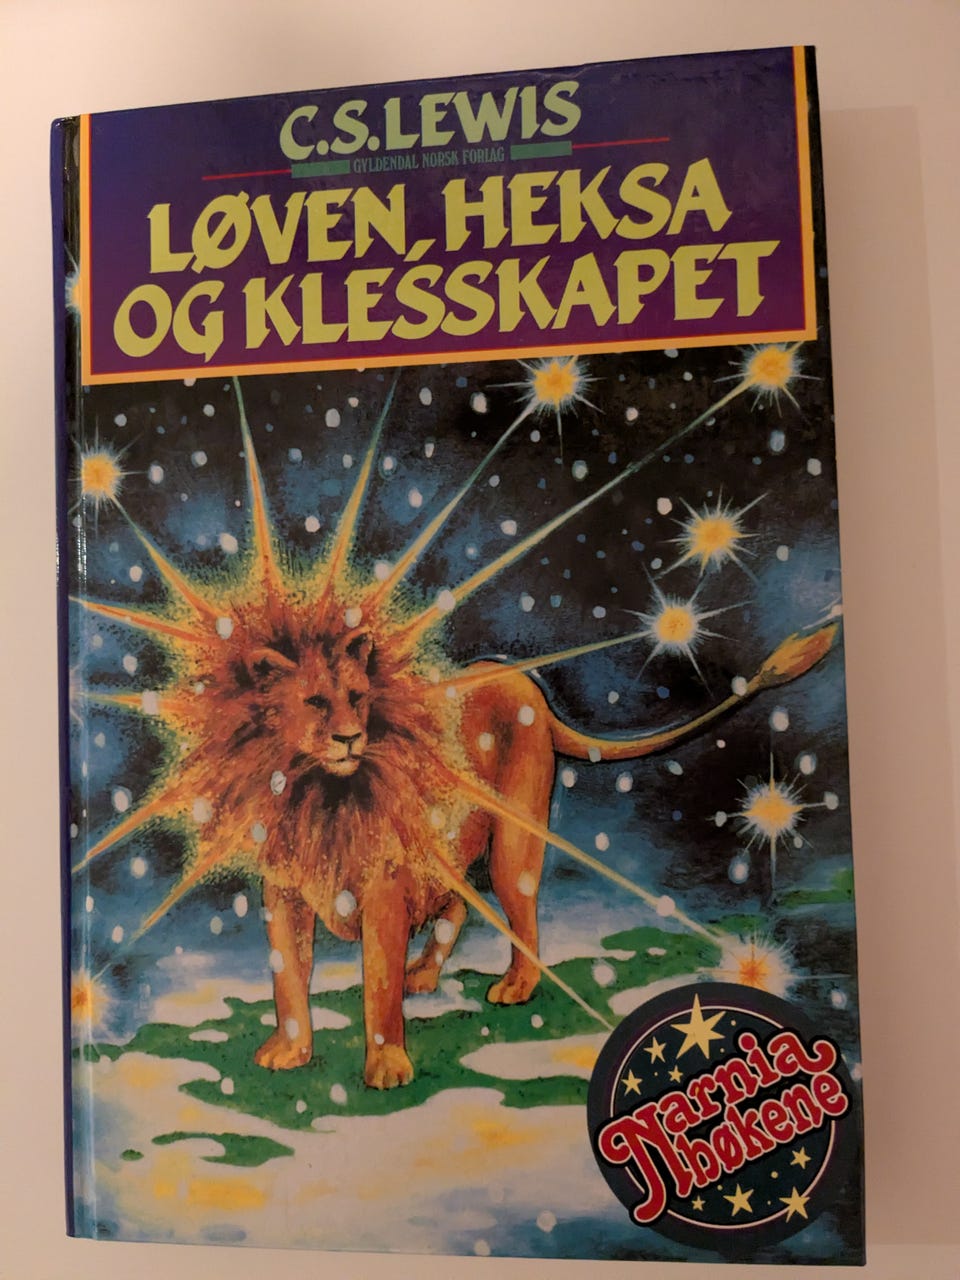 C.S.LEWIS
GYLDENDAL NORSK FORLAG
LØVEN, HEKSA
OG KLESSKAPET
Narnia
bøkene